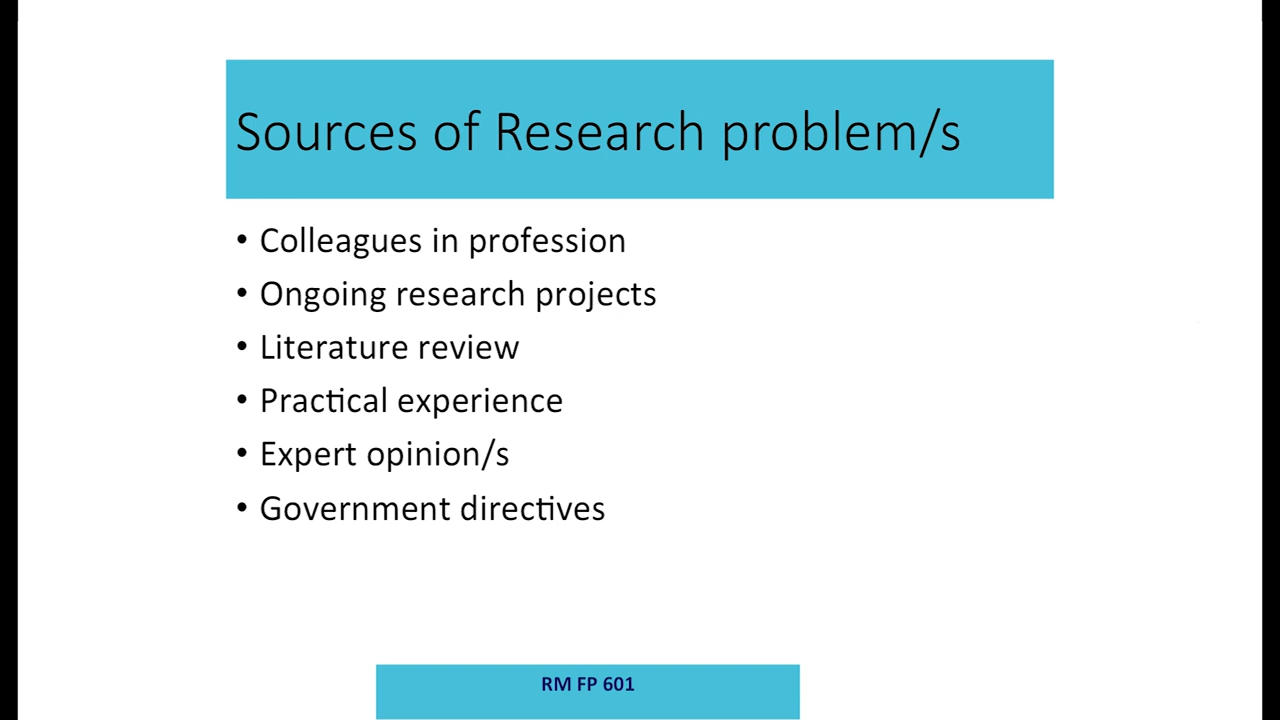 Sources of Research problem/s
• Colleagues in profession
• Ongoing research projects
• Literature review
• Practical experience
• Expert opinion/s
• Government directives
RM FP 601